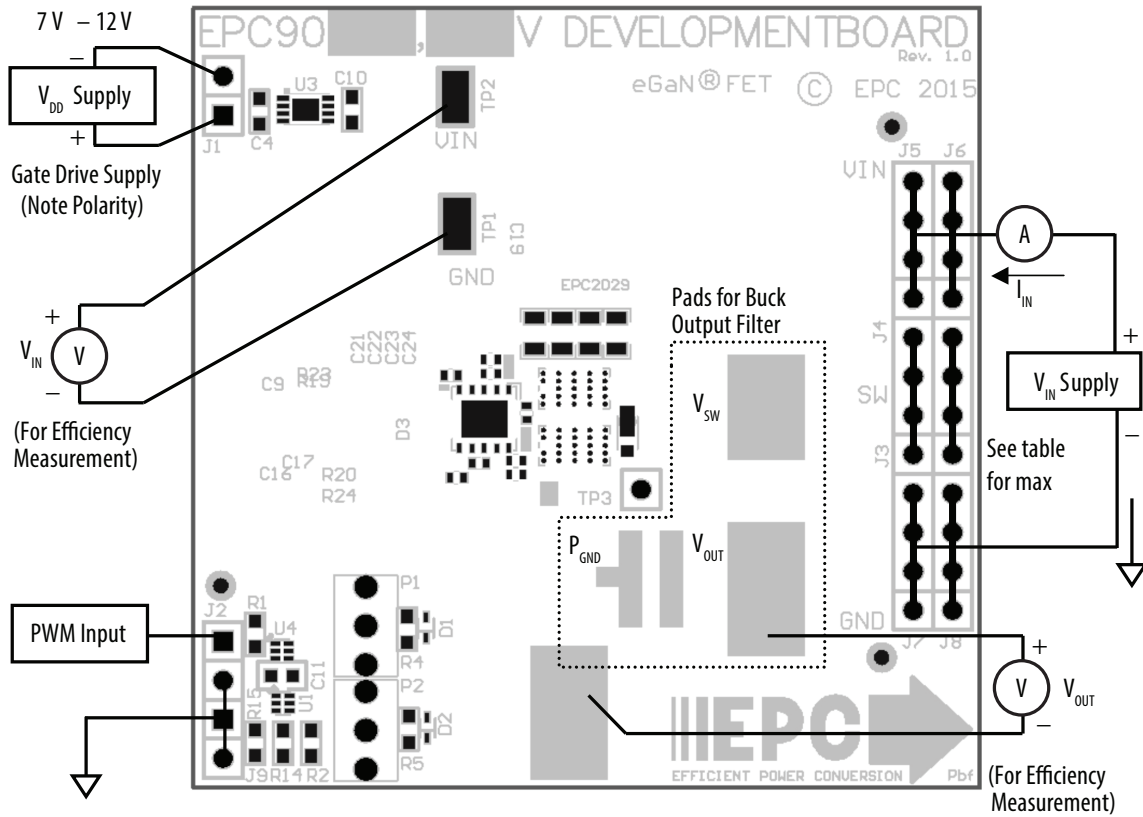 7 V – 12 V
–
V_DD Supply
+
Gate Drive Supply
(Note Polarity)
EPC90 , V DEVELOPMENTBOARD
Rev. 1.0
eGaN®FET © EPC 2015
J1
C4
U3
C10
TP2
VIN
TP1
C19
GND
EPC2029
Pads for Buck
Output Filter
J5 J6
VIN
A
I_IN
J4
SW
J3
+
V_IN Supply
–
See table
for max
+
V_IN
V
–
(For Efficiency
Measurement)
C21
C22
C23
C24
C9
D3
C17
C16
R20
R24
V_SW
TP3
P_GND
V_OUT
GND
J7 J8
PWM Input
J2
R1
U4
C11
R15
U1
J9 R14 R2
P1
D1
R4
P2
D2
R5
+
V
V_OUT
–
(For Efficiency
Measurement)
EPC
EFFICIENT POWER CONVERSION
Pbf